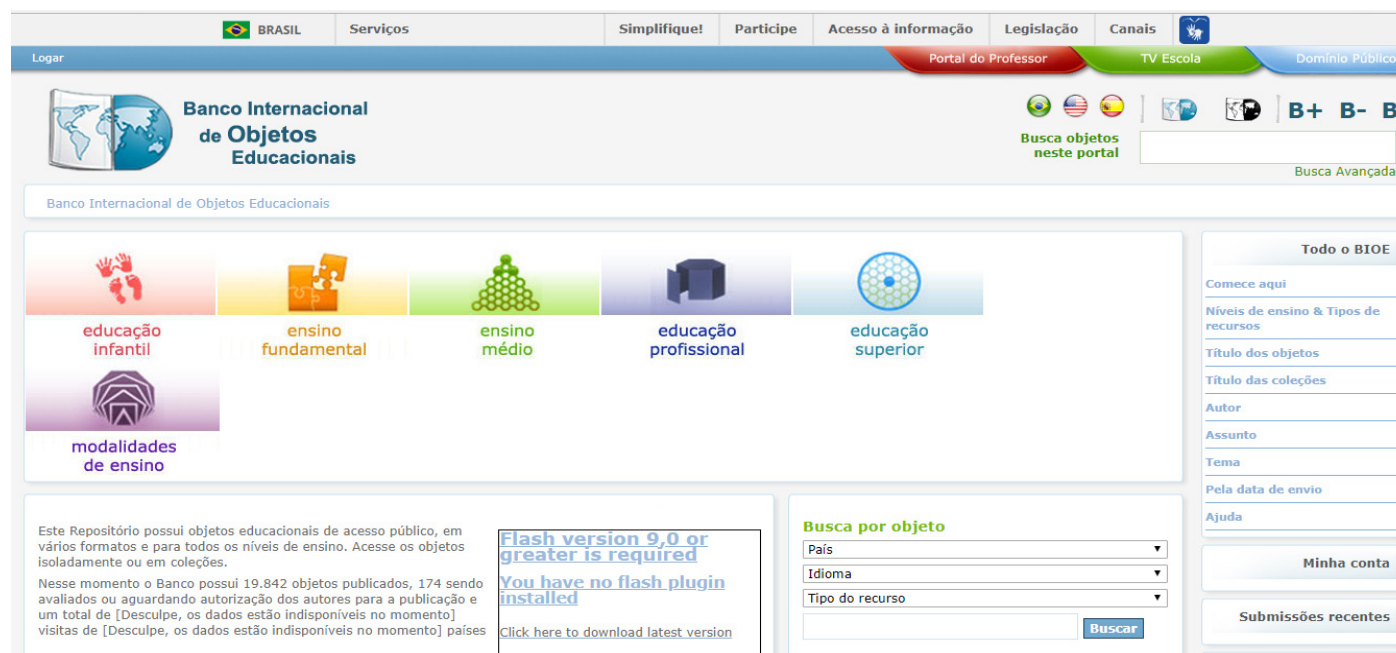 BRASIL Serviços Simplifique! Participe Acesso à informação Legislação Canais
Logar Portal do Professor TV Escola Domínio Público
Banco Internacional
de Objetos
Educacionais
B+ B- B
Busca objetos
neste portal
Busca Avançada
Banco Internacional de Objetos Educacionais
educação
infantil
ensino
fundamental
ensino
médio
educação
profissional
educação
superior
modalidades
de ensino
Todo o BIOE
Comece aqui
Níveis de ensino & Tipos de
recursos
Título dos objetos
Título das coleções
Autor
Assunto
Tema
Pela data de envio
Ajuda
Minha conta
Submissões recentes
Este Repositório possui objetos educacionais de acesso público, em
vários formatos e para todos os níveis de ensino. Acesse os objetos
isoladamente ou em coleções.
Nesse momento o Banco possui 19.842 objetos publicados, 174 sendo
avaliados ou aguardando autorização dos autores para a publicação e
um total de [Desculpe, os dados estão indisponíveis no momento]
visitas de [Desculpe, os dados estão indisponíveis no momento] países
Flash version 9,0 or
greater is required
You have no flash plugin
installed
Click here to download latest version
Busca por objeto
País
Idioma
Tipo do recurso
Buscar